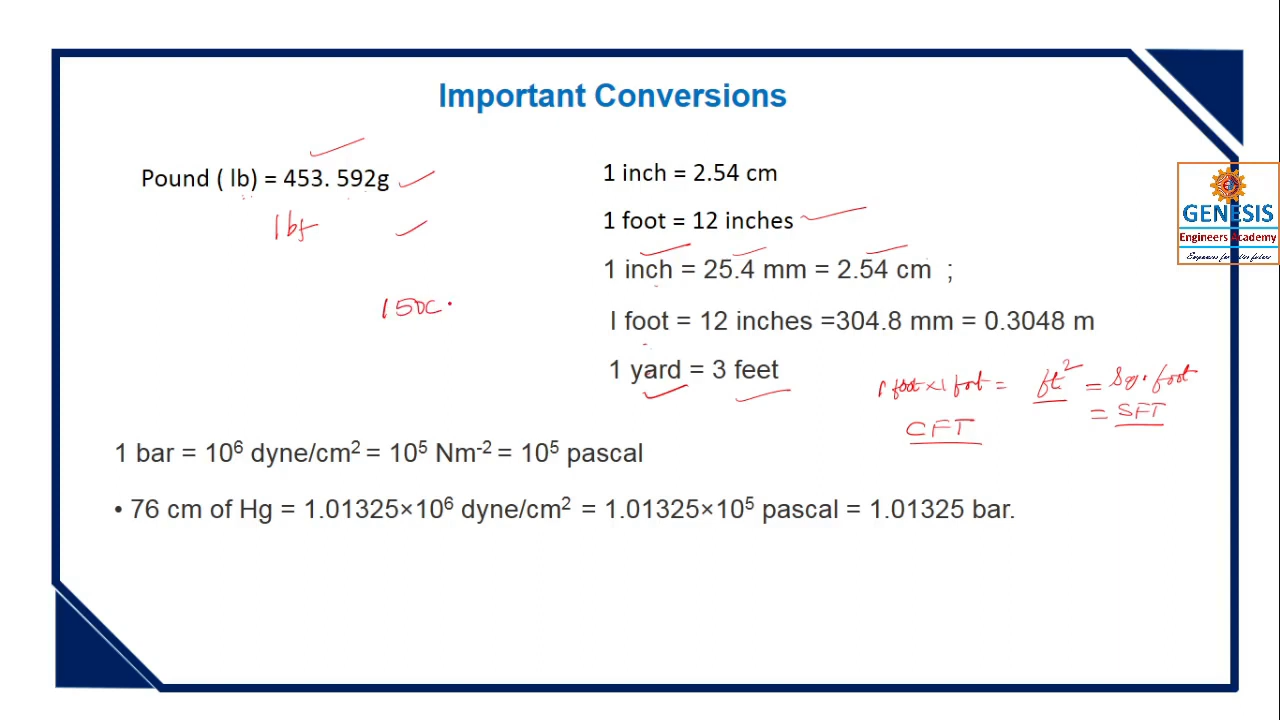 Important Conversions
Pound ( lb) = 453. 592g
lbf
1 inch = 2.54 cm
1 foot = 12 inches
1 inch = 25.4 mm = 2.54 cm ;
I foot = 12 inches =304.8 mm = 0.3048 m
1 yard = 3 feet
1 foot × 1 foot = ft² = Sq. foot
= SFT
CFT
1 bar = 10⁶ dyne/cm² = 10⁵ Nm⁻² = 10⁵ pascal
• 76 cm of Hg = 1.01325×10⁶ dyne/cm² = 1.01325×10⁵ pascal = 1.01325 bar.
GENESIS
Engineers Academy